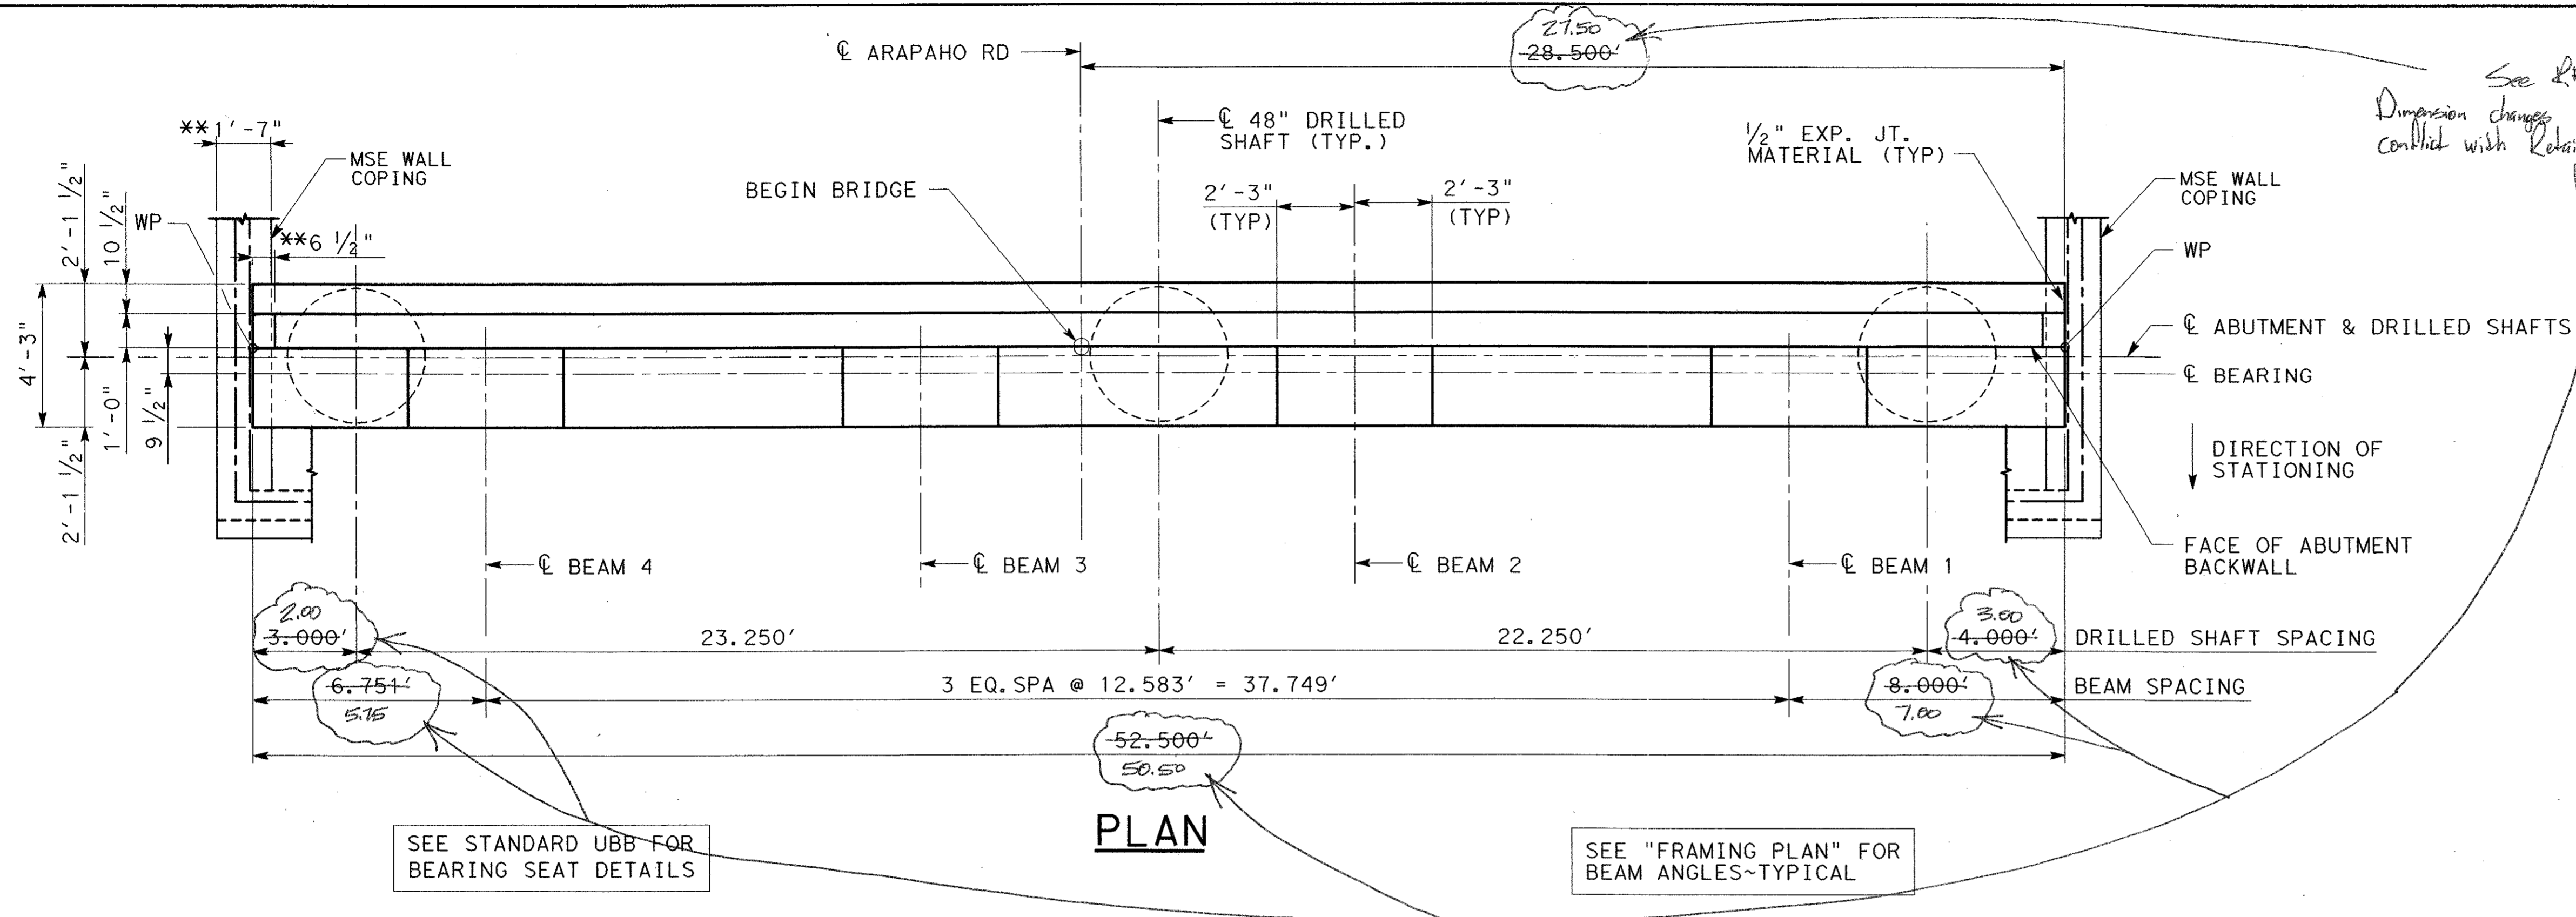 27.50
28.500'
℄ ARAPAHO RD
See
Dimension changes
conflict with
℄ 48" DRILLED
SHAFT (TYP.)
**1'-7"
MSE WALL
COPING
1/2" EXP. JT.
MATERIAL (TYP)
BEGIN BRIDGE
2'-3"
(TYP)
2'-3"
(TYP)
MSE WALL
COPING
WP
WP
2'-1 1/2"
10 1/2"
**6 1/2"
4'-3"
1'-0"
9 1/2"
2'-1 1/2"
℄ ABUTMENT & DRILLED SHAFTS
℄ BEARING
DIRECTION OF
STATIONING
FACE OF ABUTMENT
BACKWALL
℄ BEAM 4
℄ BEAM 3
℄ BEAM 2
℄ BEAM 1
2.00
3.000'
23.250'
22.250'
3.00
4.000'
DRILLED SHAFT SPACING
6.751'
5.75
3 EQ.SPA @ 12.583' = 37.749'
8.000'
7.00
BEAM SPACING
52.500'
50.50
PLAN
SEE STANDARD UBB FOR
BEARING SEAT DETAILS
SEE "FRAMING PLAN" FOR
BEAM ANGLES~TYPICAL